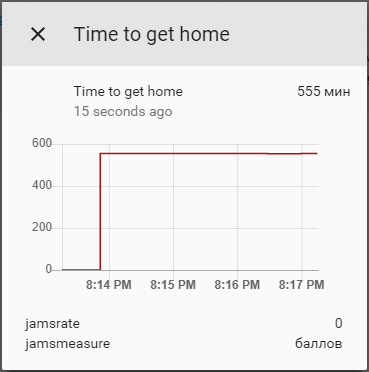 Time to get home
Time to get home 555 мин
15 seconds ago
600
400
200
0
8:14 PM 8:15 PM 8:16 PM 8:17 PM
jamsrate 0
jamsmeasure баллов